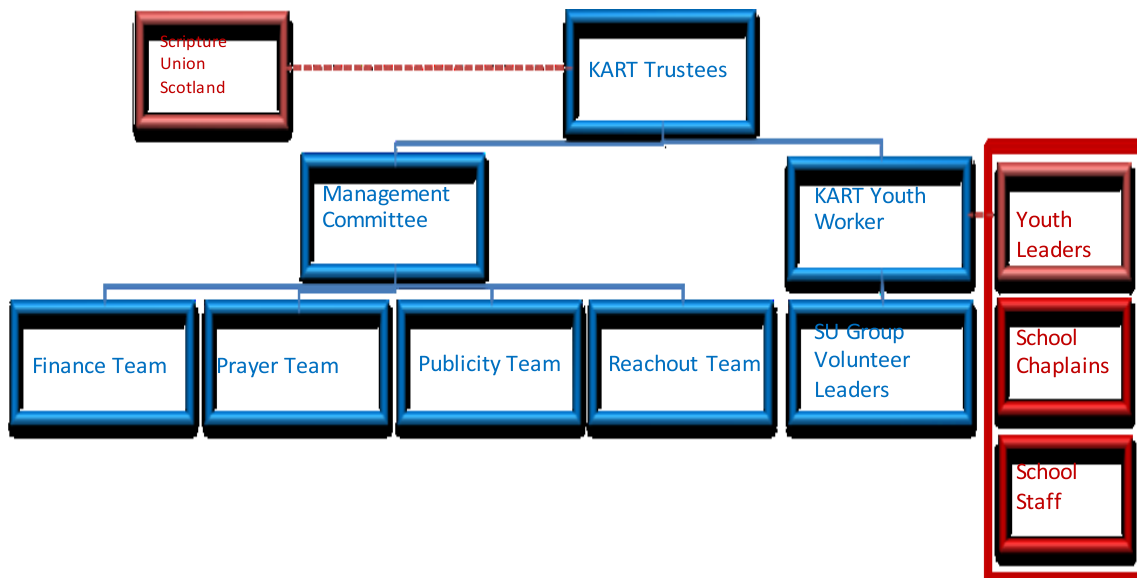 Scripture
Union
Scotland
KART Trustees
Management
Committee
KART Youth
Worker
Youth
Leaders
Finance Team
Prayer Team
Publicity Team
Reachout Team
SU Group
Volunteer
Leaders
School
Chaplains
School
Staff